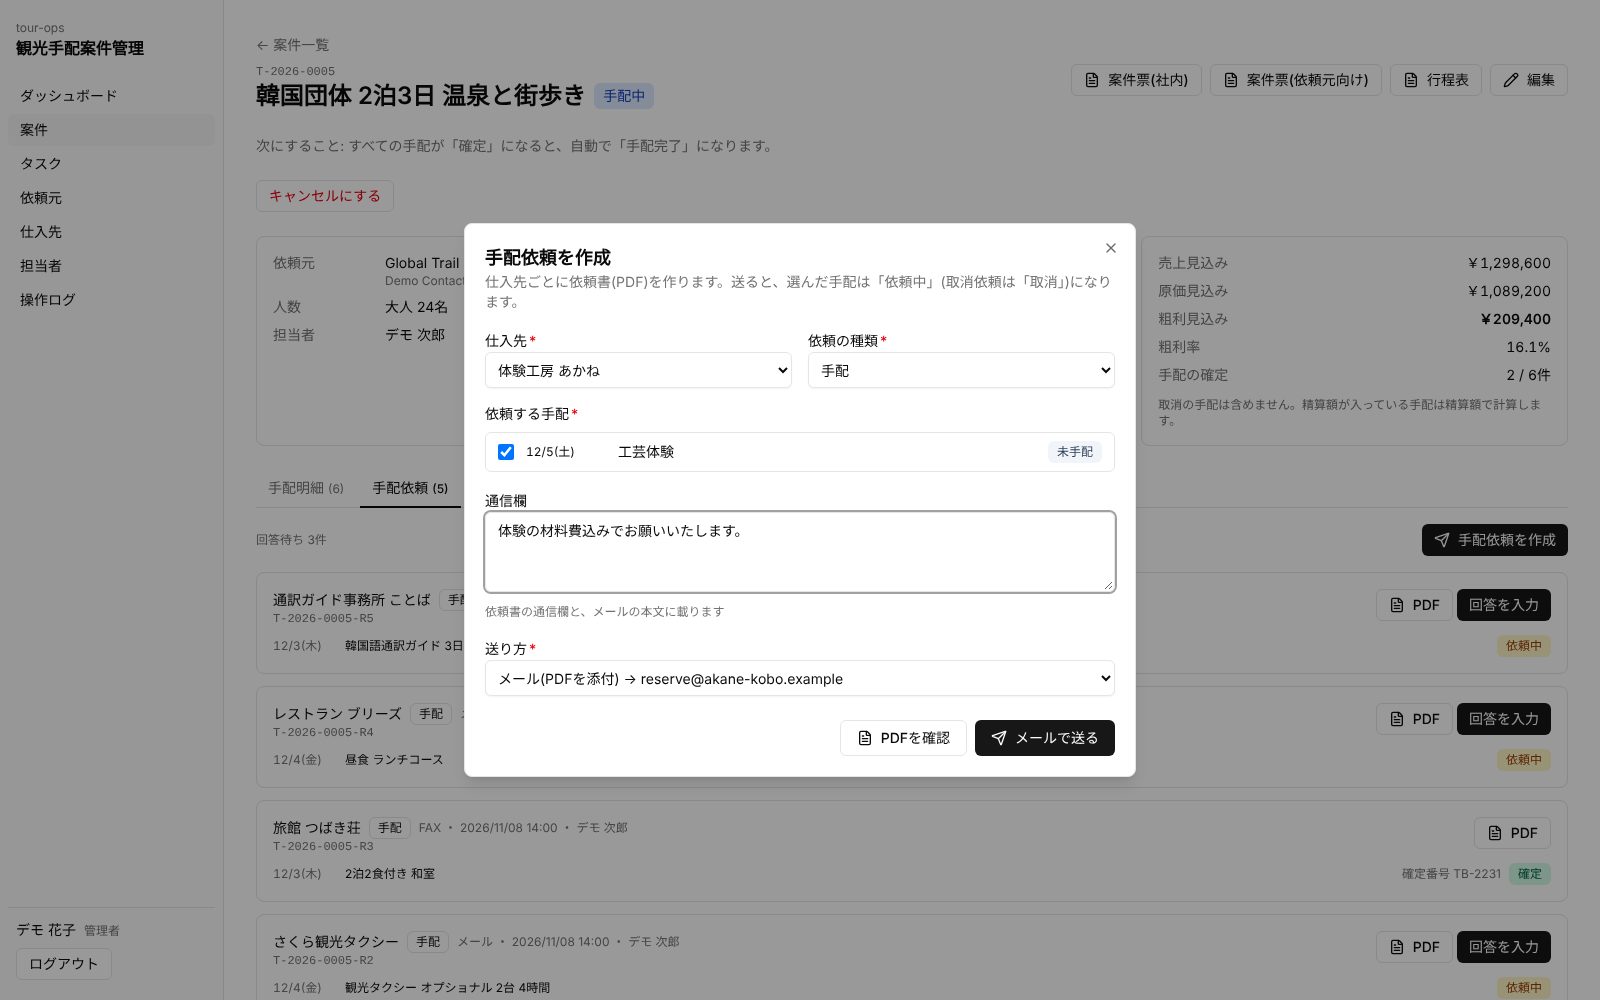 tour-ops
観光手配案件管理
ダッシュボード
案件
タスク
依頼元
仕入先
担当者
操作ログ
デモ 花子 管理者
ログアウト
← 案件一覧
T-2026-0005
韓国団体 2泊3日 温泉と街歩き 手配中
案件票(社内) 案件票(依頼元向け) 行程表 編集
次にすること: すべての手配が「確定」になると、自動で「手配完了」になります。
キャンセルにする
依頼元 Global Trail
Demo Contact
人数 大人 24名
担当者 デモ 次郎
売上見込み ¥1,298,600
原価見込み ¥1,089,200
粗利見込み ¥209,400
粗利率 16.1%
手配の確定 2 / 6件
取消の手配は含めません。精算額が入っている手配は精算額で計算しま
す。
手配明細 (6) 手配依頼 (5)
回答待ち 3件
手配依頼を作成
通訳ガイド事務所 ことば
PDF 回答を入力
T-2026-0005-R5
12/3(木) 韓国語通訳ガイド 3日
依頼中
レストラン ブリーズ 手配
PDF 回答を入力
T-2026-0005-R4
12/4(金) 昼食 ランチコース
依頼中
旅館 つばき荘 手配 FAX ・ 2026/11/08 14:00 ・ デモ 次郎
PDF
T-2026-0005-R3
12/3(木) 2泊2食付き 和室
確定番号 TB-2231 確定
さくら観光タクシー 手配 メール ・ 2026/11/08 14:00 ・ デモ 次郎
PDF 回答を入力
T-2026-0005-R2
12/4(金) 観光タクシー オプショナル 2台 4時間
依頼中
手配依頼を作成
仕入先ごとに依頼書(PDF)を作ります。送ると、選んだ手配は「依頼中」(取消依頼は「取消」)になり
ます。
仕入先* 依頼の種類*
体験工房 あかね 手配
依頼する手配*
12/5(土) 工芸体験 未手配
通信欄
体験の材料費込みでお願いいたします。
依頼書の通信欄と、メールの本文に載ります
送り方*
メール(PDFを添付) → reserve@akane-kobo.example
PDFを確認 メールで送る